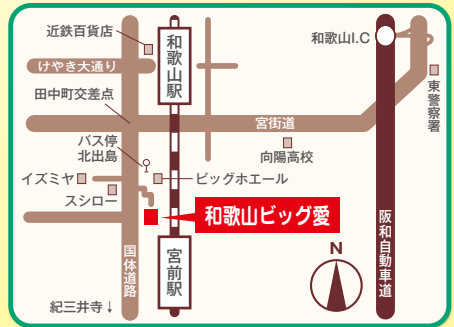 近鉄百貨店
和歌山駅
和歌山I.C
けやき大通り
田中町交差点
東警察署
宮街道
バス停
北出島
向陽高校
イズミヤ
ビッグホエール
スシロー
和歌山ビッグ愛
阪和自動車道
国体道路
宮前駅
N
紀三井寺↓